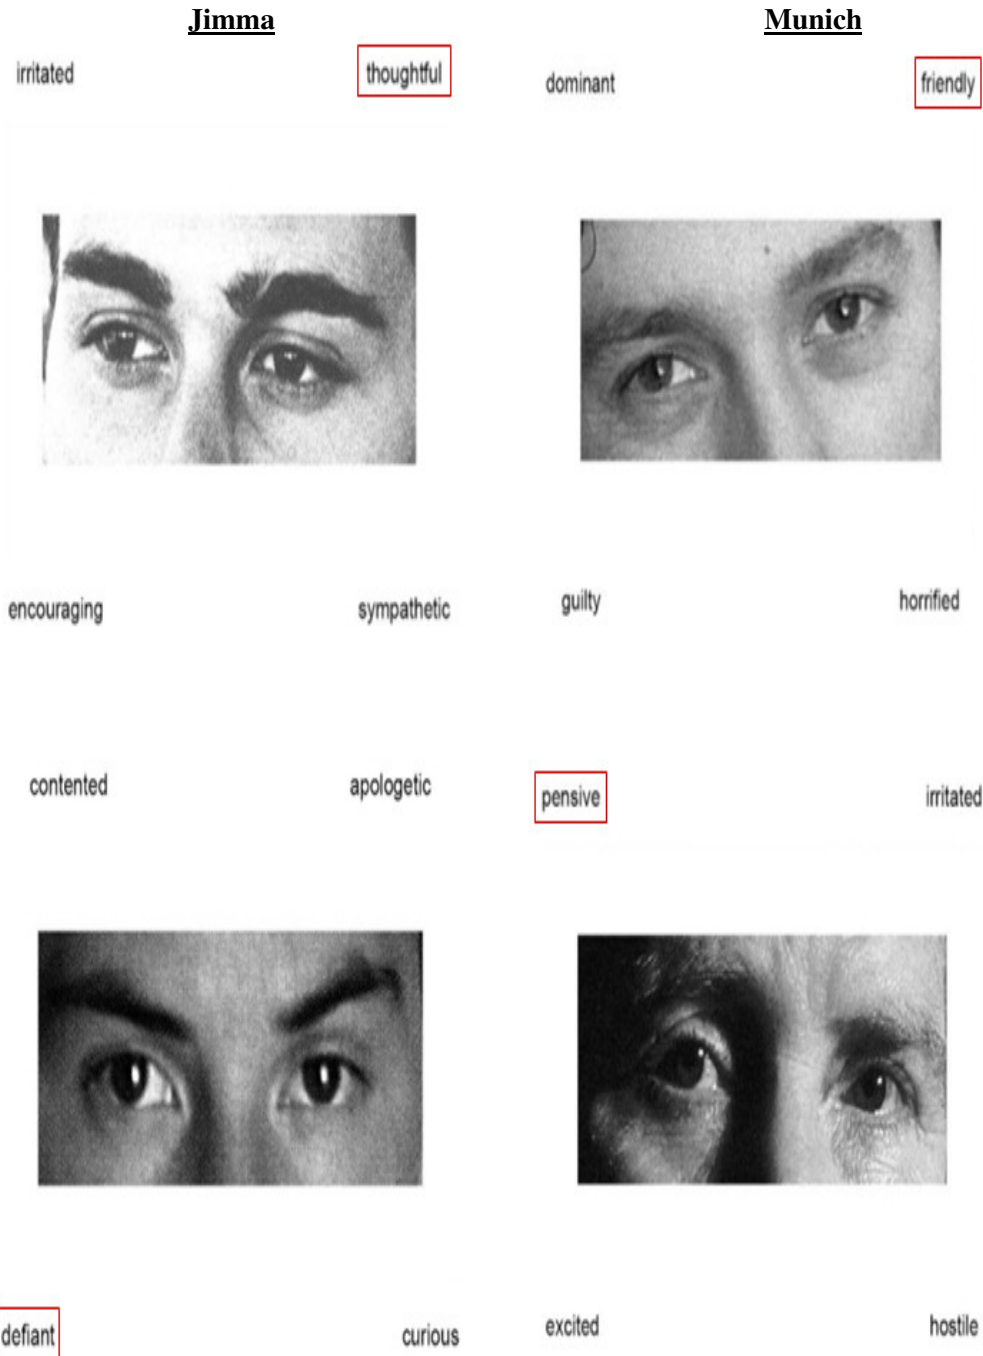 Jimma
Munich
irritated
thoughtful
dominant
friendly
encouraging
sympathetic
guilty
horrified
contented
apologetic
pensive
irritated
defiant
curious
excited
hostile